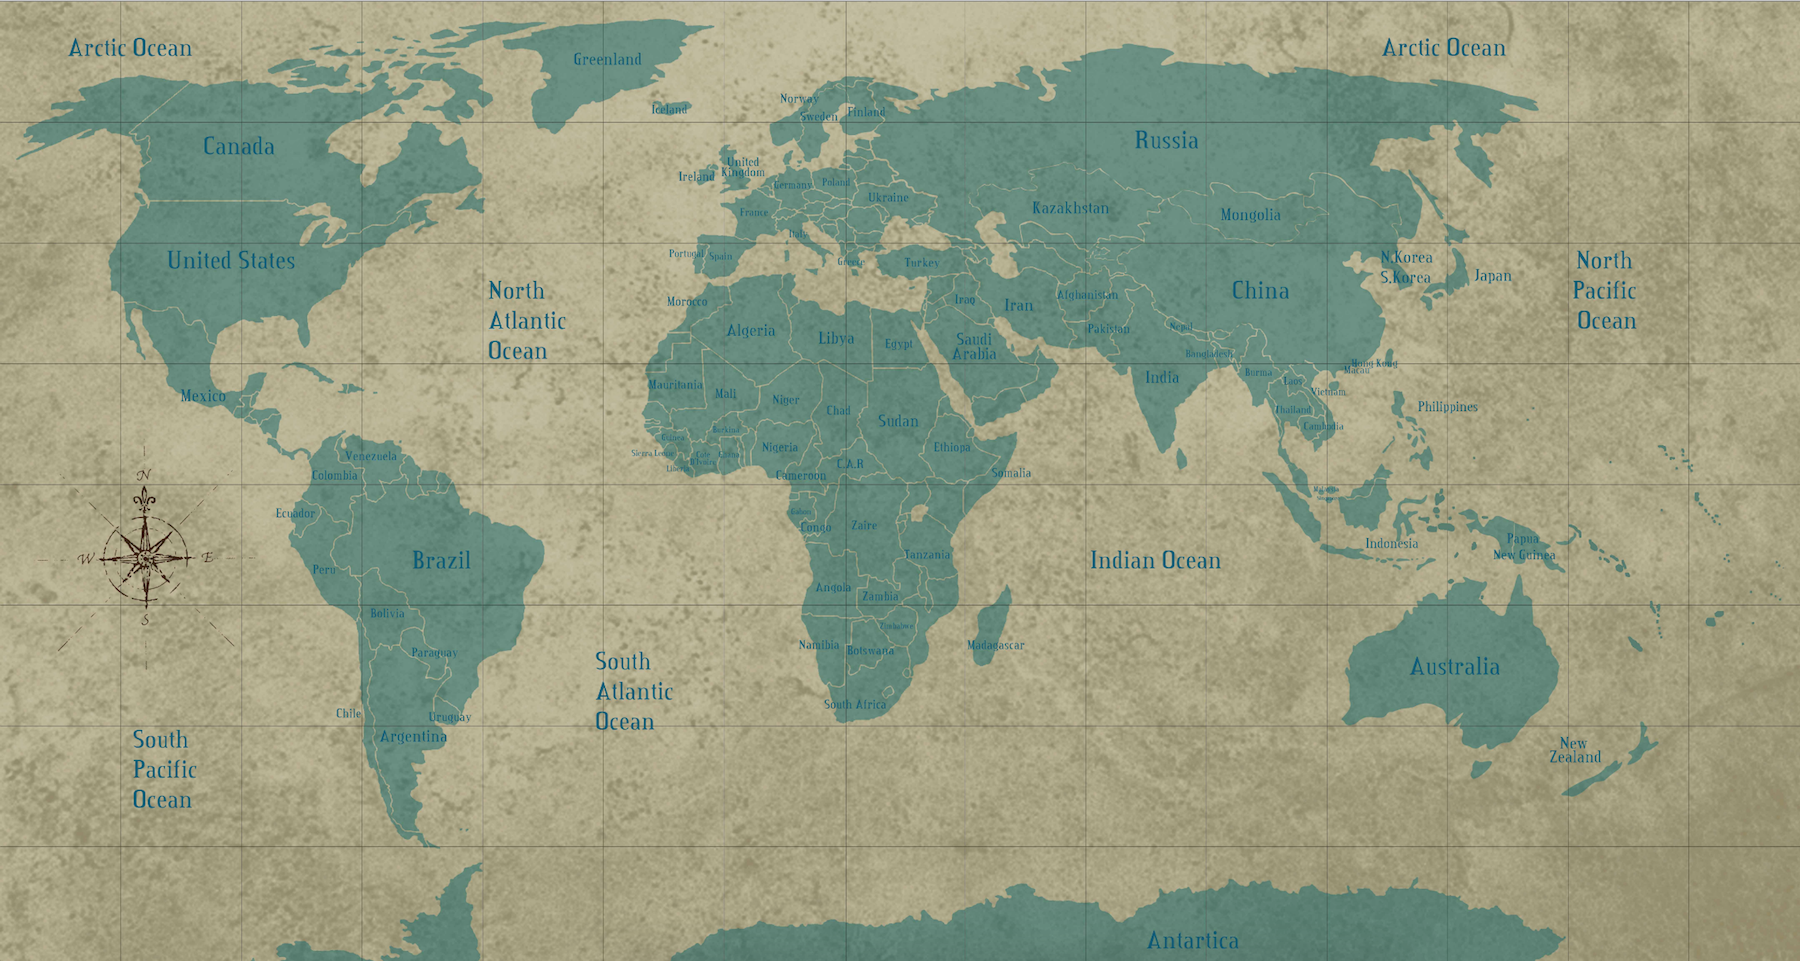 Arctic Ocean
Greenland
Arctic Ocean
Iceland
Norway
Sweden
Finland
Canada
Russia
United
Kingdom
Ireland
Germany
Poland
Ukraine
France
Kazakhstan
Mongolia
Italy
Portugal
Spain
Greece
Turkey
United States
N.Korea
S.Korea
Japan
North
Pacific
Ocean
North
Atlantic
Ocean
China
Morocco
Iraq
Iran
Afghanistan
Algeria
Libya
Egypt
Saudi
Arabia
Pakistan
Nepal
Bangladesh
Hong Kong
Macau
Mexico
Mauritania
Mali
Niger
Chad
Sudan
India
Burma
Laos
Vietnam
Thailand
Cambodia
Philippines
Guinea
Burkina
Sierra Leone
Liberia
Cote
Ghana
Nigeria
C.A.R
Cameroon
Ethiopa
Somalia
Venezuela
Colombia
Ecuador
N
W
E
S
Gabon
Congo
Zaire
Tanzania
Indonesia
Papua
New Guinea
Brazil
Peru
Indian Ocean
Angola
Zambia
Bolivia
Zimbabwe
Namibia
Botswana
Madagascar
Paraguay
South
Atlantic
Ocean
Australia
Chile
Uruguay
South Africa
Argentina
South
Pacific
Ocean
New
Zealand
Antartica